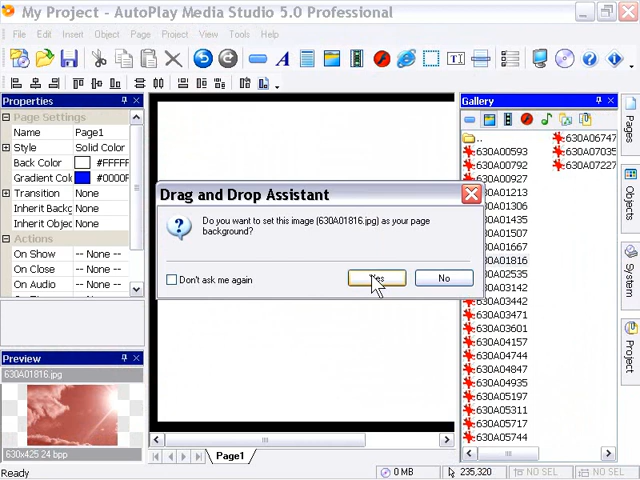 My Project - AutoPlay Media Studio 5.0 Professional
File Edit Insert Object Page Project Publish Tools View Help
Properties
Page Settings
Name Page1
Style Solid Color
Back Color #FFFFF
Gradient Colo #0000F
Transition None
Inherit Backg None
Inherit Objec None
Actions
On Show -- None --
On Close -- None --
On Audio -- None --
Preview
630A01816.jpg
630x425 24 bpp
Drag and Drop Assistant
Do you want to set this image (630A01816.jpg) as your page
background?
Don't ask me again
Yes
No
Page1
Gallery
..
630A00593
630A00792
630A00927
630A01213
630A01306
630A01435
630A01507
630A01667
630A01816
630A02535
630A03142
630A03442
630A03471
630A03601
630A04157
630A04744
630A04847
630A04935
630A05197
630A05311
630A05717
630A05744
630A06747
630A07035
630A07227
Pages
Objects
System
Project
Ready
0 MB
235,320
NO SEL
NO SEL